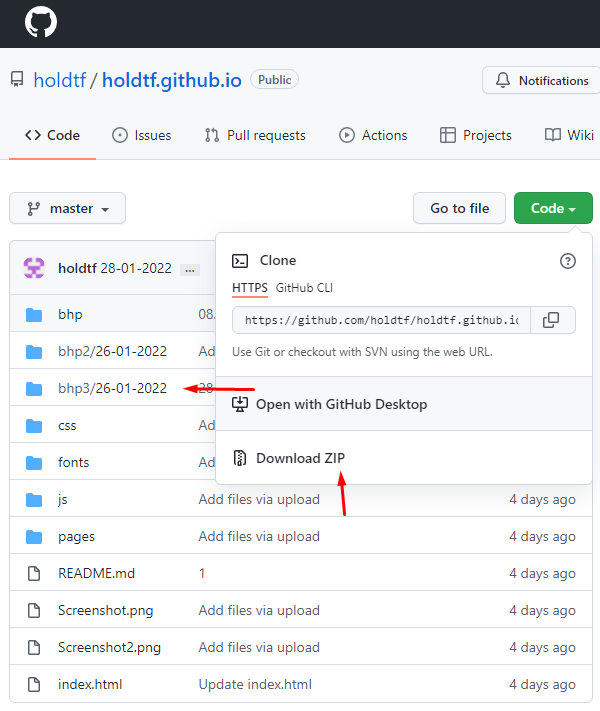 holdtf / holdtf.github.io Public
Notifications
Code Issues Pull requests Actions Projects Wiki
master Go to file Code
holdtf 28-01-2022 ...
Clone
HTTPS GitHub CLI
https://github.com/holdtf/holdtf.github.io
Use Git or checkout with SVN using the web URL.
Open with GitHub Desktop
Download ZIP
bhp 08.
bhp2/26-01-2022 Ad
bhp3/26-01-2022 28-
css Ad
fonts Ad
js Add files via upload 4 days ago
pages Add files via upload 4 days ago
README.md 1 4 days ago
Screenshot.png Add files via upload 4 days ago
Screenshot2.png Add files via upload 4 days ago
index.html Update index.html 4 days ago